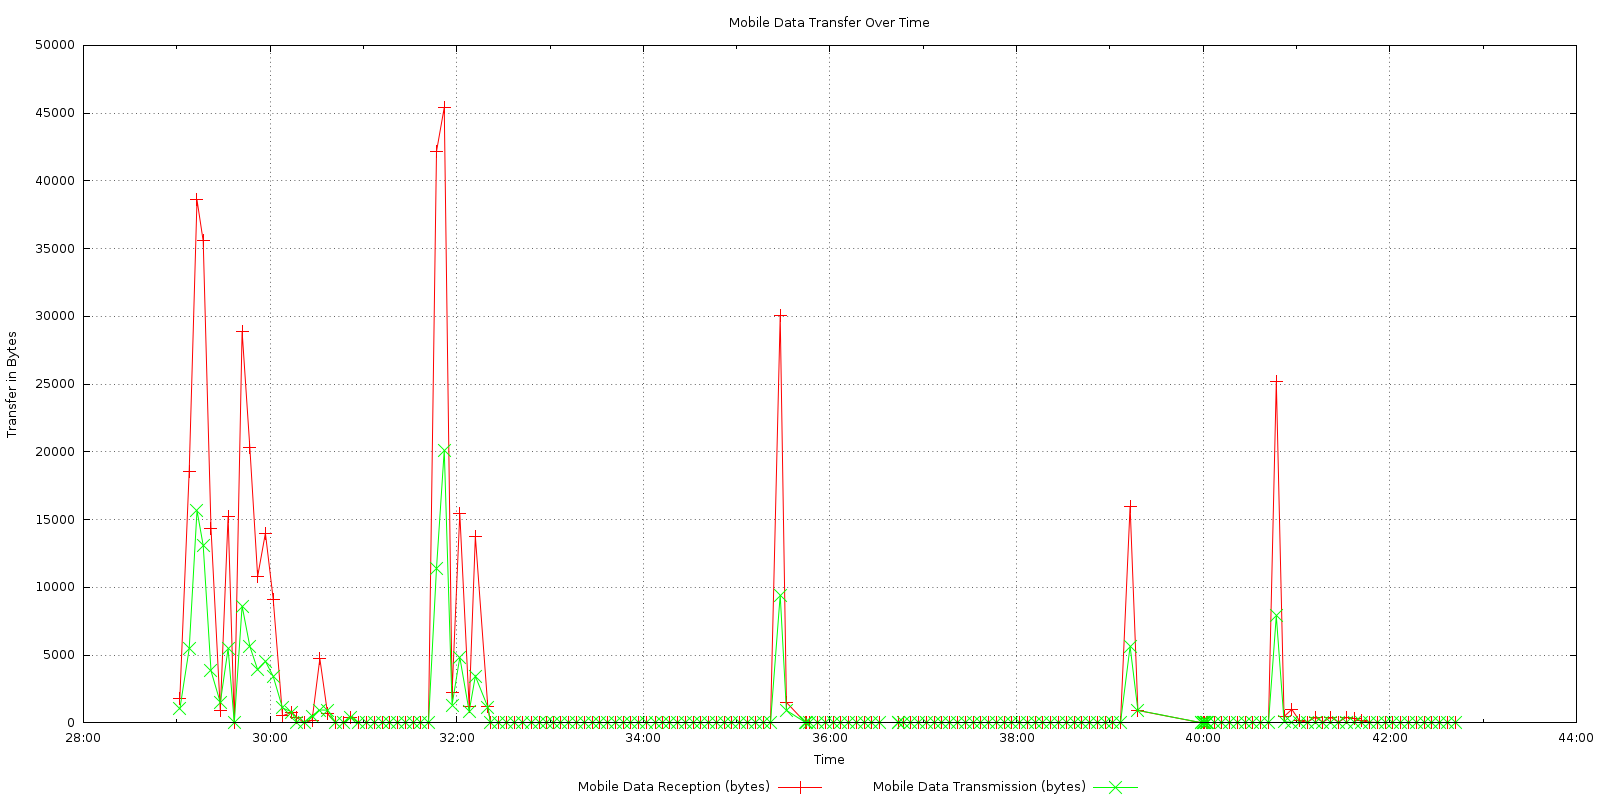 Mobile Data Transfer Over Time
50000
45000
40000
35000
30000
25000
20000
15000
10000
5000
0
Transfer in Bytes
28:00 30:00 32:00 34:00 36:00 38:00 40:00 42:00 44:00
Time
Mobile Data Reception (bytes) Mobile Data Transmission (bytes)